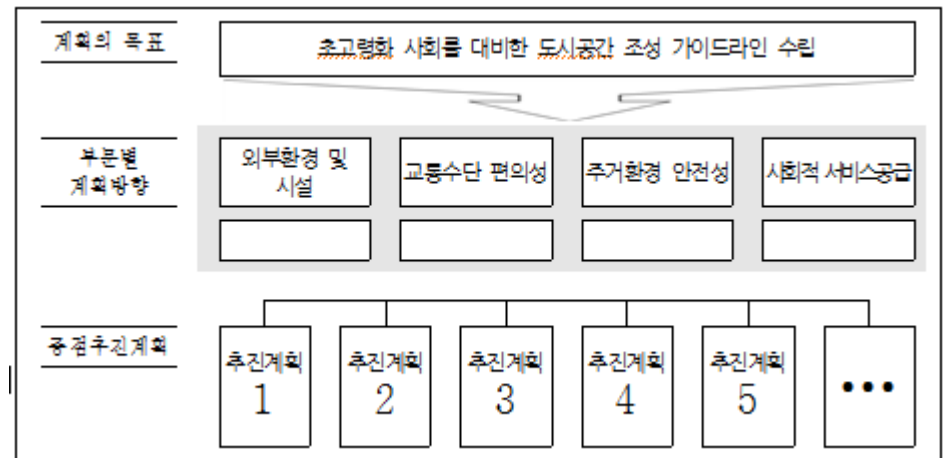 계획의 목표
초고령화 사회를 대비한 도시공간 조성 가이드라인 수립
부문별
계획방향
외부환경 및
시설
교통수단 편의성
주거환경 안전성
사회적 서비스공급
중점추진계획
추진계획
1
추진계획
2
추진계획
3
추진계획
4
추진계획
5
•••